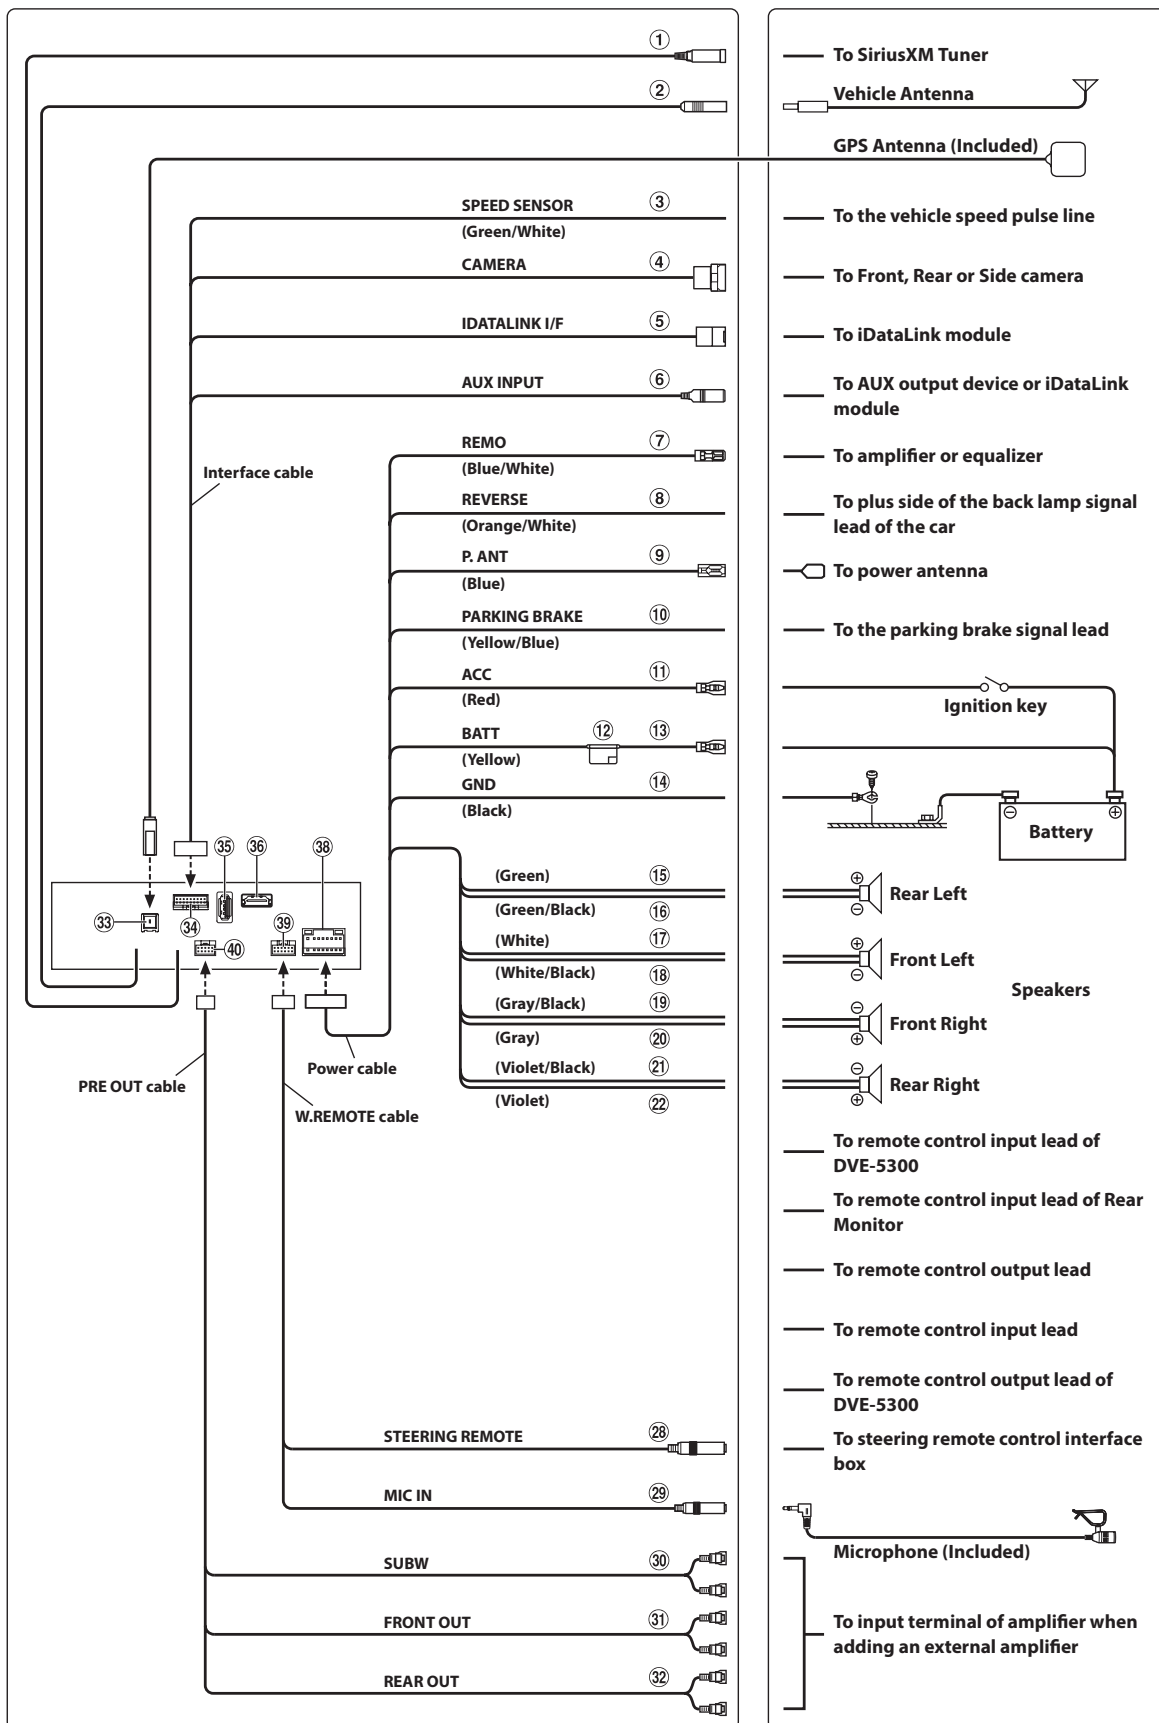 ① To SiriusXM Tuner
② Vehicle Antenna
GPS Antenna (Included)
SPEED SENSOR ③ To the vehicle speed pulse line
(Green/White)
CAMERA ④ To Front, Rear or Side camera
IDATALINK I/F ⑤ To iDataLink module
AUX INPUT ⑥ To AUX output device or iDataLink
module
REMO ⑦ To amplifier or equalizer
(Blue/White)
Interface cable
REVERSE ⑧ To plus side of the back lamp signal
(Orange/White) lead of the car
P. ANT ⑨ To power antenna
(Blue)
PARKING BRAKE ⑩ To the parking brake signal lead
(Yellow/Blue)
ACC ⑪
(Red) Ignition key
BATT ⑫ ⑬
(Yellow)
GND ⑭
(Black)
⊖ ⊕
Battery
㉟ ㊱ ㊳
㉝ ㉞ ㊴ ㊵
(Green) ⑮ ⊕ Rear Left
(Green/Black) ⑯ ⊖
(White) ⑰ ⊕ Front Left
(White/Black) ⑱ ⊖
Speakers
(Gray/Black) ⑲ ⊖ Front Right
(Gray) ⑳ ⊕
(Violet/Black) ㉑ ⊖ Rear Right
(Violet) ㉒ ⊕
Power cable
PRE OUT cable
W.REMOTE cable
To remote control input lead of
DVE-5300
To remote control input lead of Rear
Monitor
To remote control output lead
To remote control input lead
To remote control output lead of
DVE-5300
STEERING REMOTE ㉘ To steering remote control interface
box
MIC IN ㉙
Microphone (Included)
SUBW ㉚
FRONT OUT ㉛ To input terminal of amplifier when
adding an external amplifier
REAR OUT ㉜